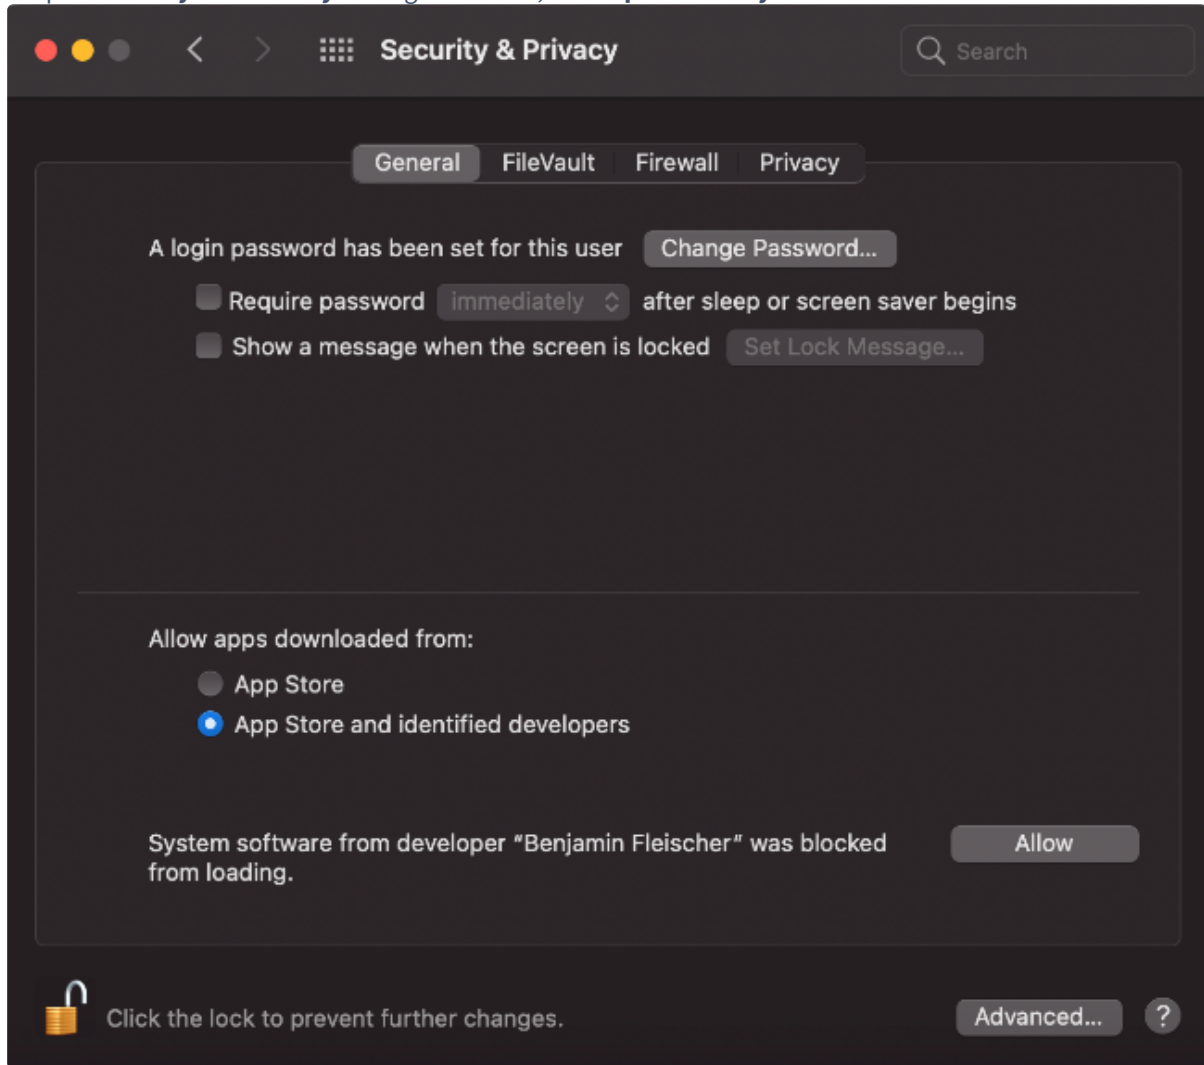 Security & Privacy
Search
General FileVault Firewall Privacy
A login password has been set for this user Change Password...
Require password immediately after sleep or screen saver begins
Show a message when the screen is locked Set Lock Message...
Allow apps downloaded from:
App Store
App Store and identified developers
System software from developer “Benjamin Fleischer” was blocked
from loading.
Allow
Click the lock to prevent further changes.
Advanced... ?